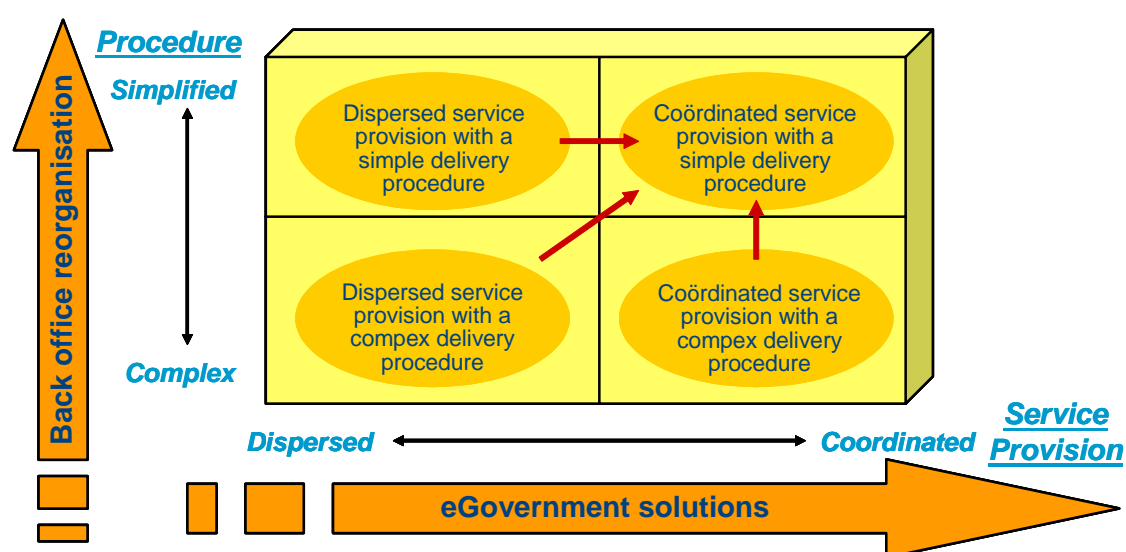 Procedure
Simplified
Complex
Back office reorganisation
Dispersed service
provision with a
simple delivery
procedure
Coördinated service
provision with a
simple delivery
procedure
Dispersed service
provision with a
compex delivery
procedure
Coördinated service
provision with a
compex delivery
procedure
Dispersed
Coordinated
Service
Provision
eGovernment solutions